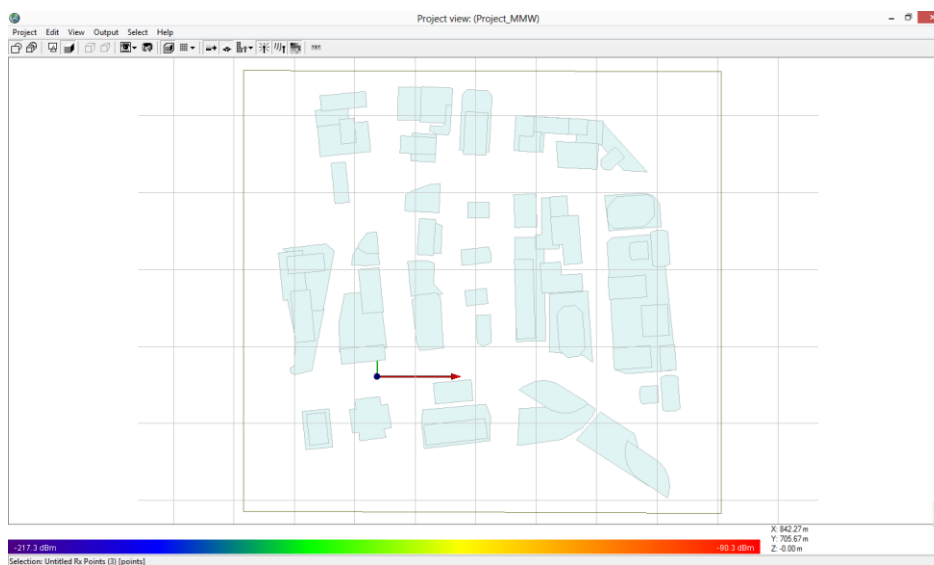 Project view: (Project_MMW)
Project Edit View Output Select Help
X: 842.27 m
Y: 705.67 m
Z: -0.00 m
-217.3 dBm -80.3 dBm
Selection: Untitled Rx Points (3) [points]